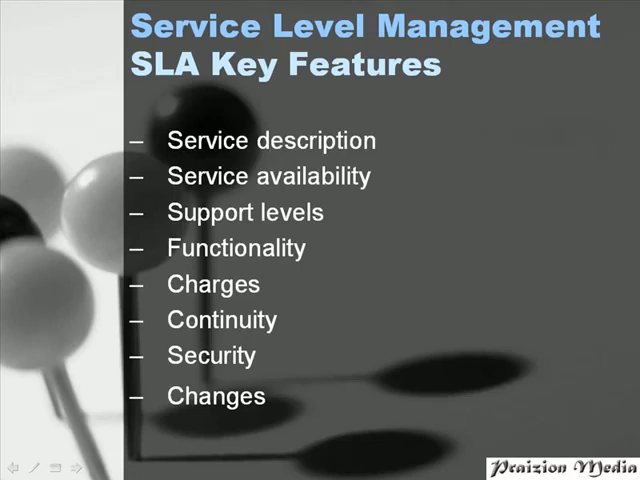 Service Level Management
SLA Key Features
– Service description
– Service availability
– Support levels
– Functionality
– Charges
– Continuity
– Security
– Changes
Praizion Media